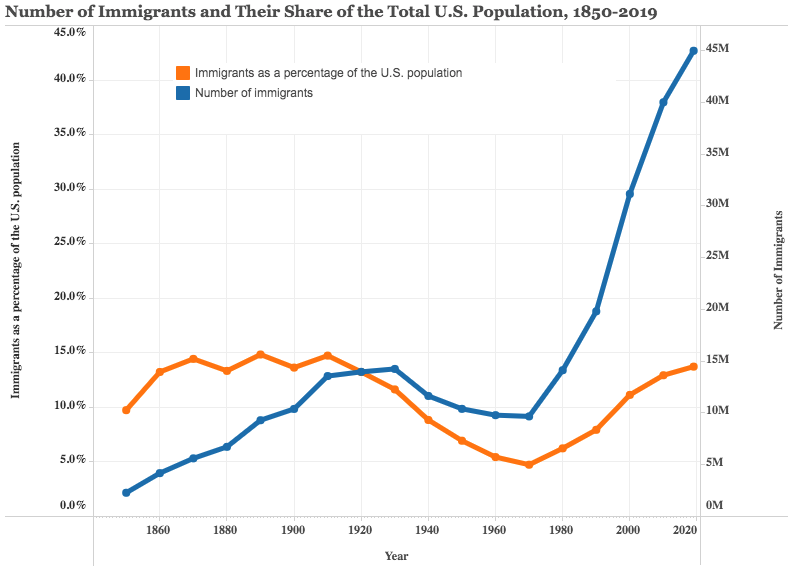 Number of Immigrants and Their Share of the Total U.S. Population, 1850-2019
Immigrants as a percentage of the U.S. population
Number of immigrants
Immigrants as a percentage of the U.S. population
45.0%
40.0%
35.0%
30.0%
25.0%
20.0%
15.0%
10.0%
5.0%
0.0%
45M
40M
35M
30M
25M
20M
15M
10M
5M
0M
Number of Immigrants
1860 1880 1900 1920 1940 1960 1980 2000 2020
Year